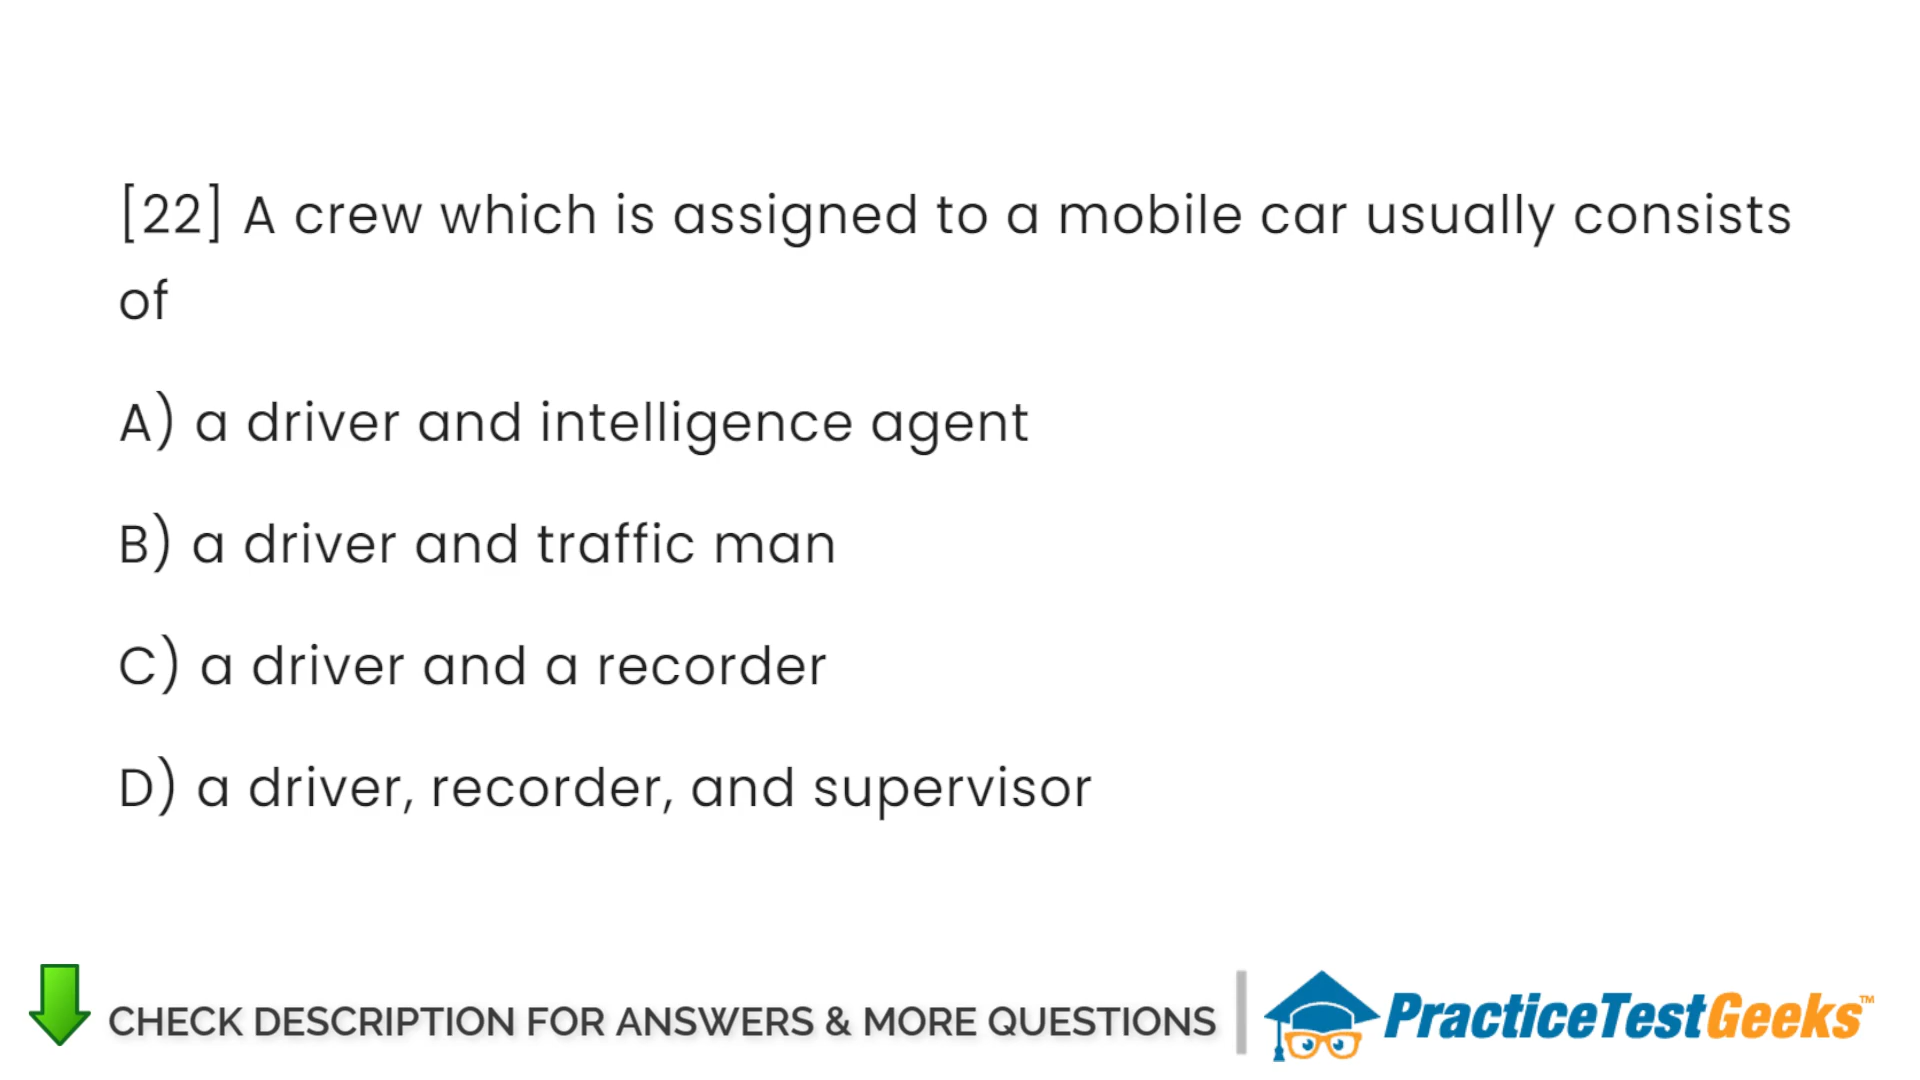 [22] A crew which is assigned to a mobile car usually consists
of
A) a driver and intelligence agent
B) a driver and traffic man
C) a driver and a recorder
D) a driver, recorder, and supervisor
CHECK DESCRIPTION FOR ANSWERS & MORE QUESTIONS
PracticeTestGeeks™